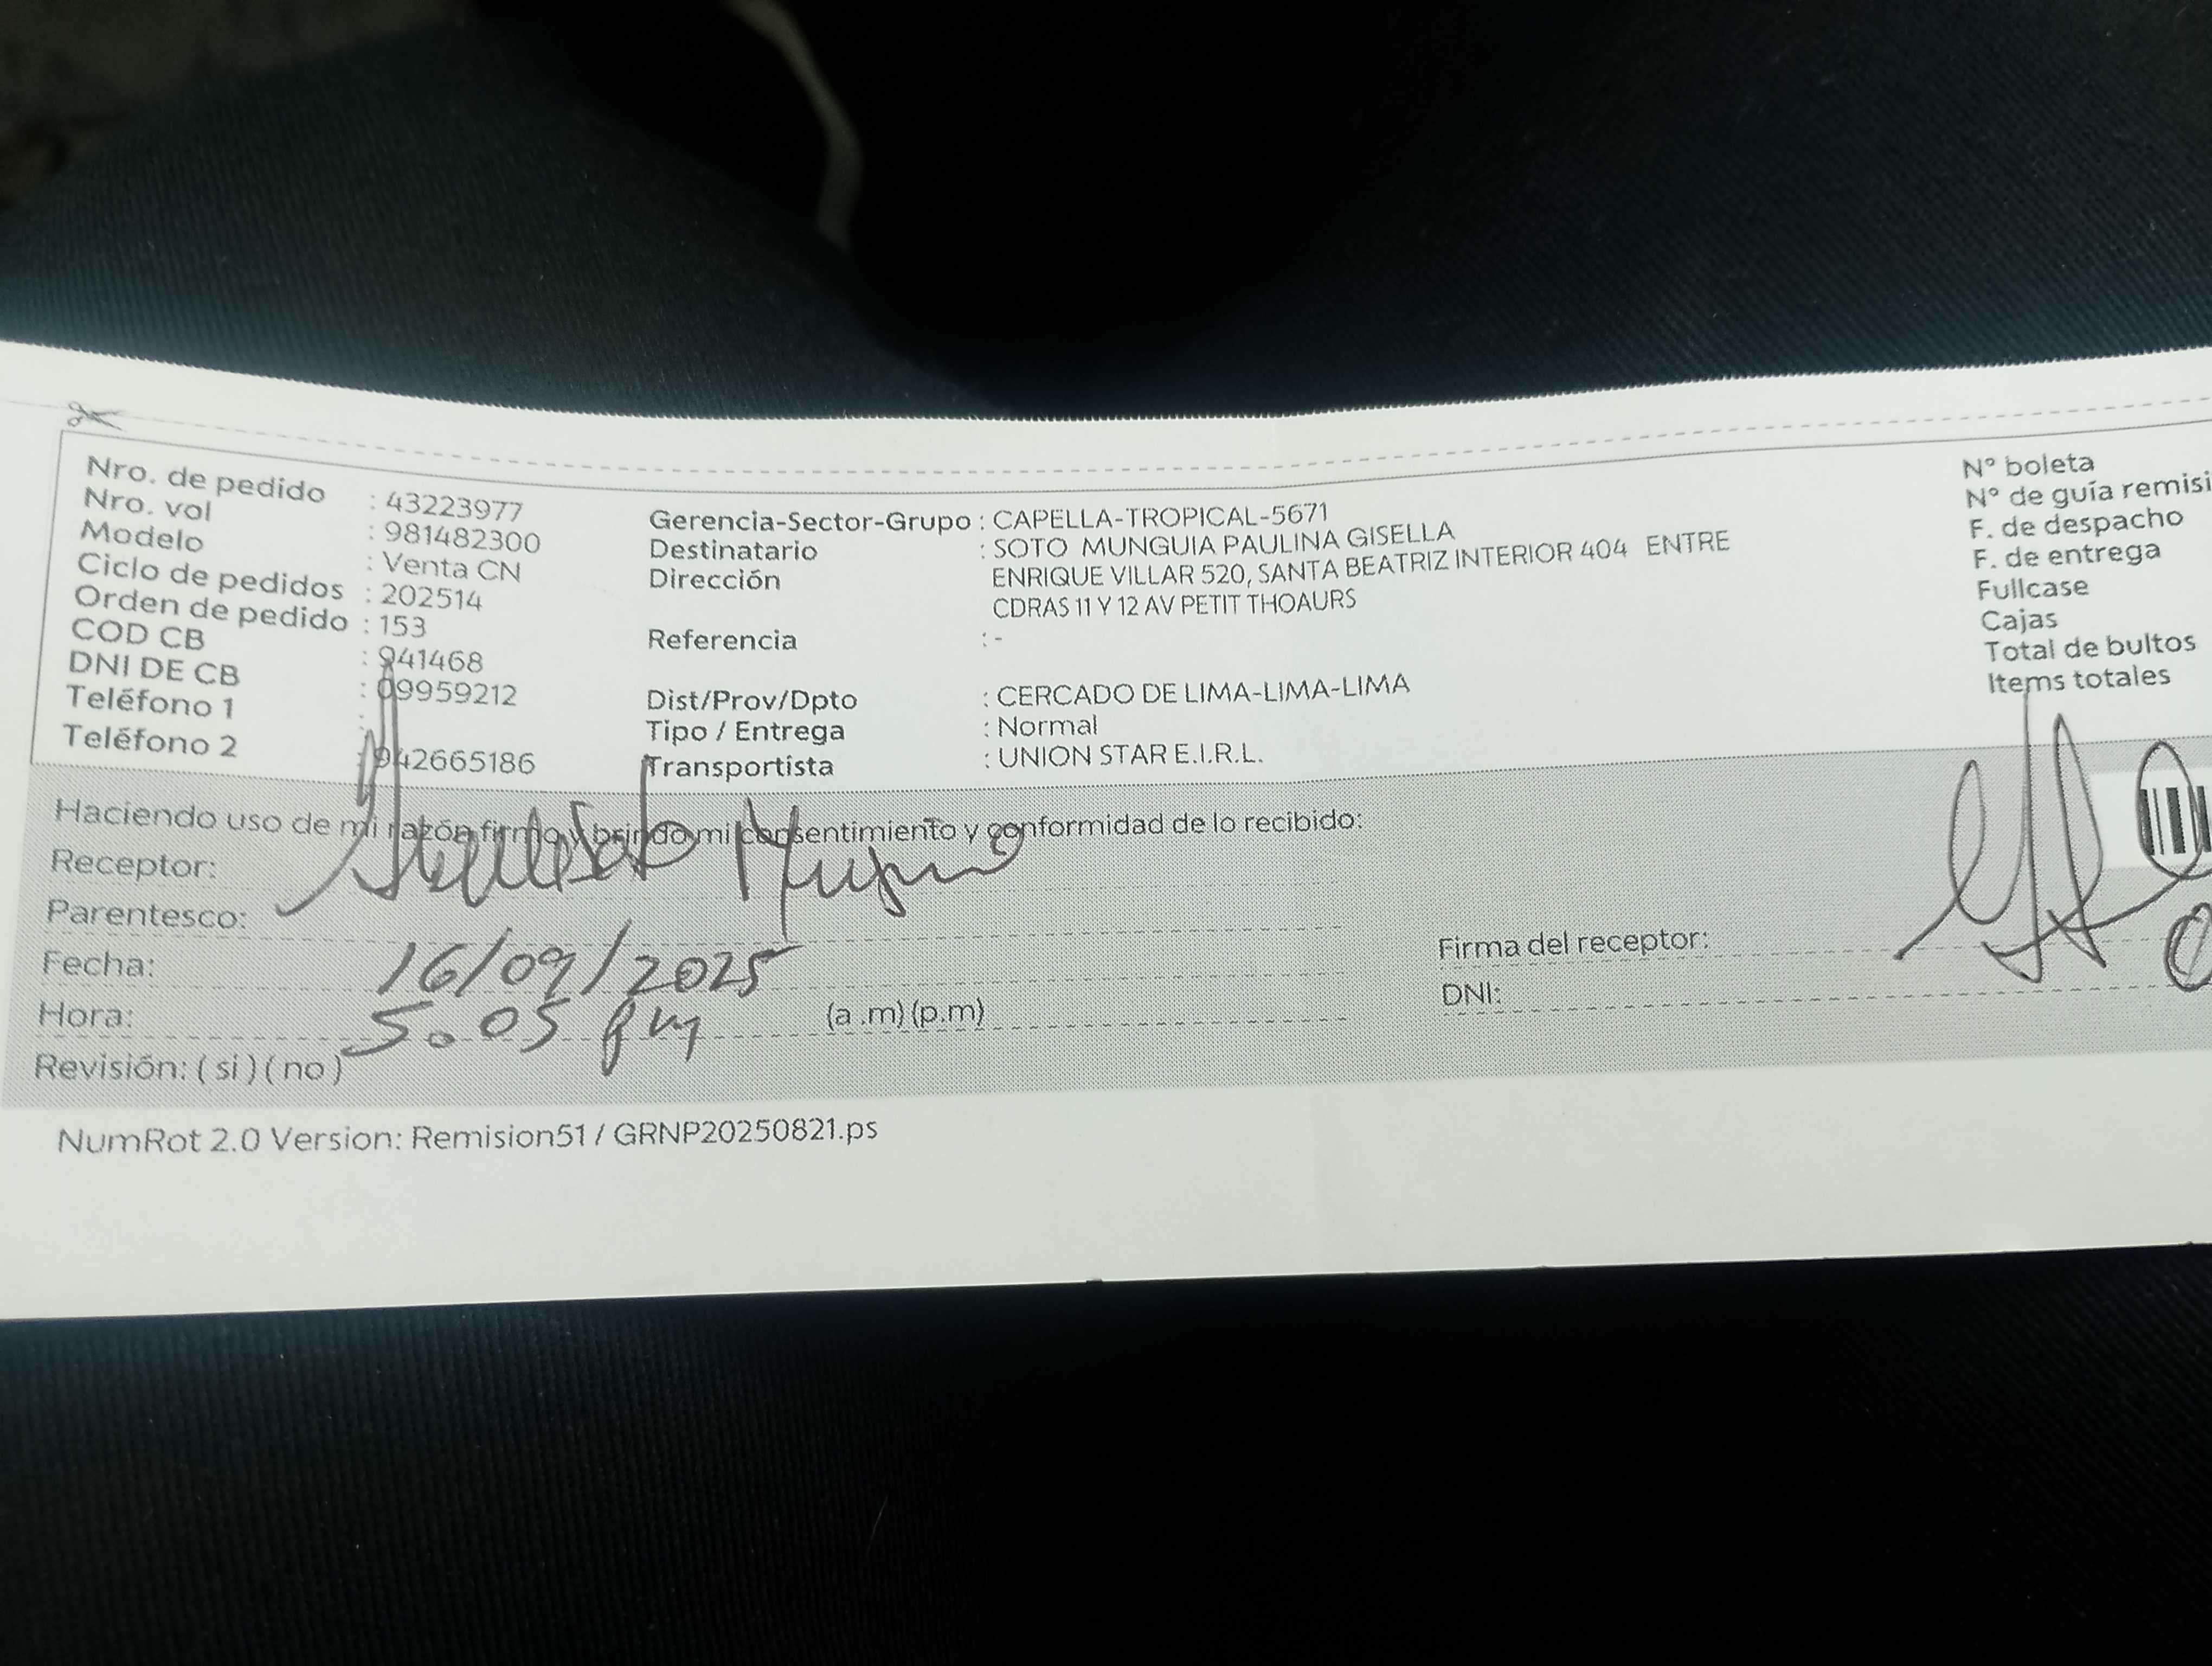 Nro. de pedido : 43223977
Nro. vol : 981482300
Modelo : Venta CN
Ciclo de pedidos : 202514
Orden de pedido : 153
COD CB : 941468
DNI DE CB : 09959212
Teléfono 1 :
Teléfono 2 : 942665186
Gerencia-Sector-Grupo : CAPELLA-TROPICAL-5671
Destinatario : SOTO MUNGUIA PAULINA GISELLA
Dirección ENRIQUE VILLAR 520, SANTA BEATRIZ INTERIOR 404 ENTRE
CDRAS 11 Y 12 AV PETIT THOAURS
Referencia : -
Dist/Prov/Dpto : CERCADO DE LIMA-LIMA-LIMA
Tipo / Entrega : Normal
Transportista : UNION STAR E.I.R.L.
N° boleta
N° de guía remisi
F. de despacho
F. de entrega
Fullcase
Cajas
Total de bultos
Items totales
Haciendo uso de mi razón firmo y brindo mi consentimiento y conformidad de lo recibido:
Receptor:
Parentesco:
Fecha: 16/09/2025
Hora: 5:05 pm (a .m) (p.m)
Revisión: ( si ) ( no )
Firma del receptor:
DNI:
NumRot 2.0 Version: Remision51 / GRNP20250821.ps